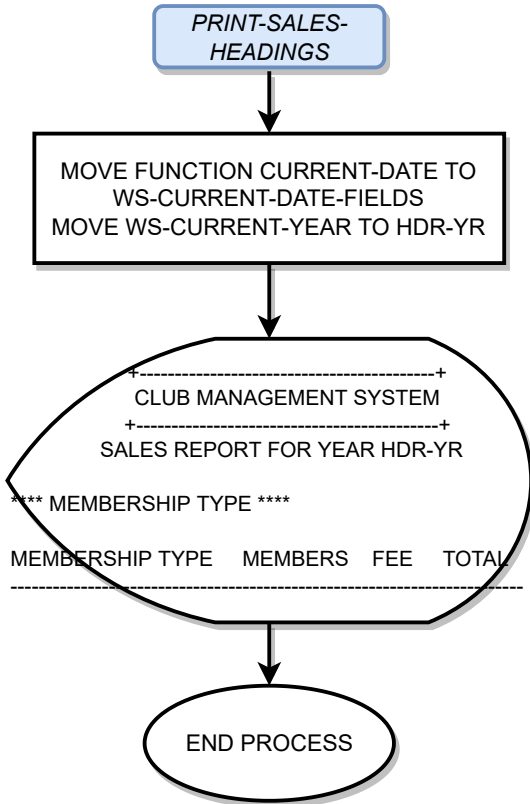 PRINT-SALES-
HEADINGS
MOVE FUNCTION CURRENT-DATE TO
WS-CURRENT-DATE-FIELDS
MOVE WS-CURRENT-YEAR TO HDR-YR
+------------------------------------------+
CLUB MANAGEMENT SYSTEM
+-------------------------------------------+
SALES REPORT FOR YEAR HDR-YR
**** MEMBERSHIP TYPE ****
MEMBERSHIP TYPE MEMBERS FEE TOTAL
-------------------------------------------------------------------------
END PROCESS